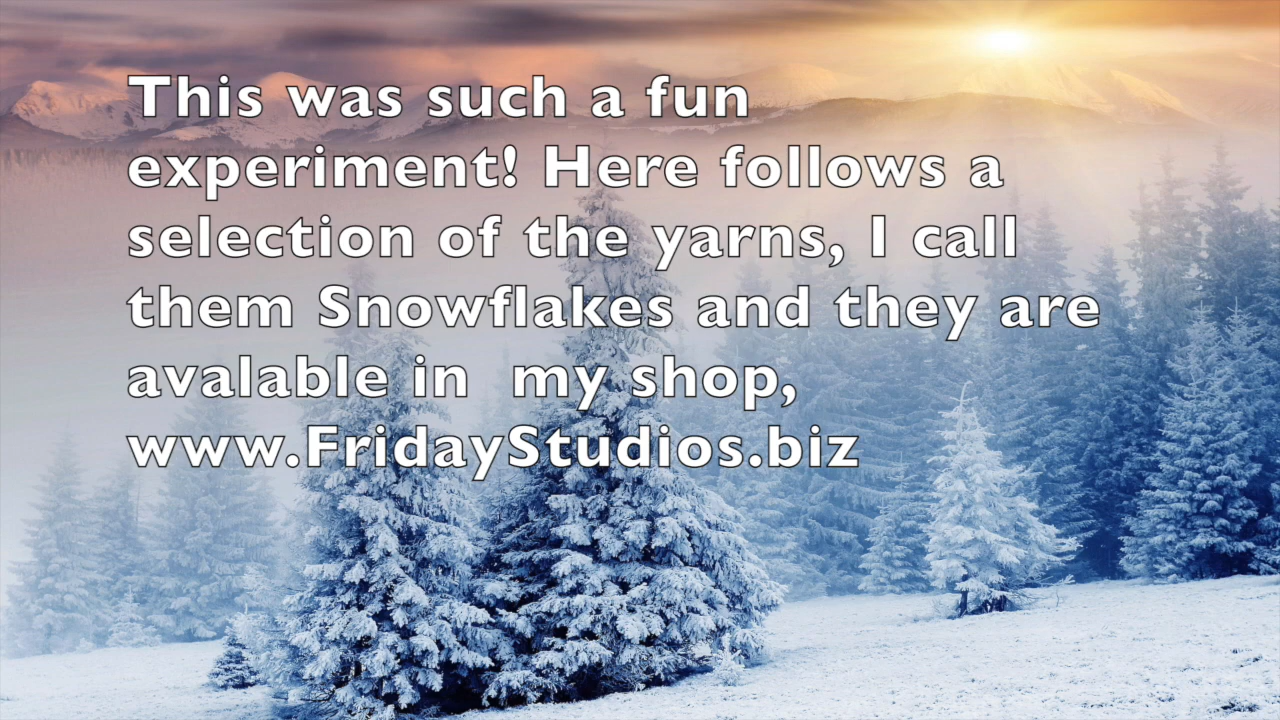 This was such a fun
experiment! Here follows a
selection of the yarns, I call
them Snowflakes and they are
avalable in  my shop,
www.FridayStudios.biz